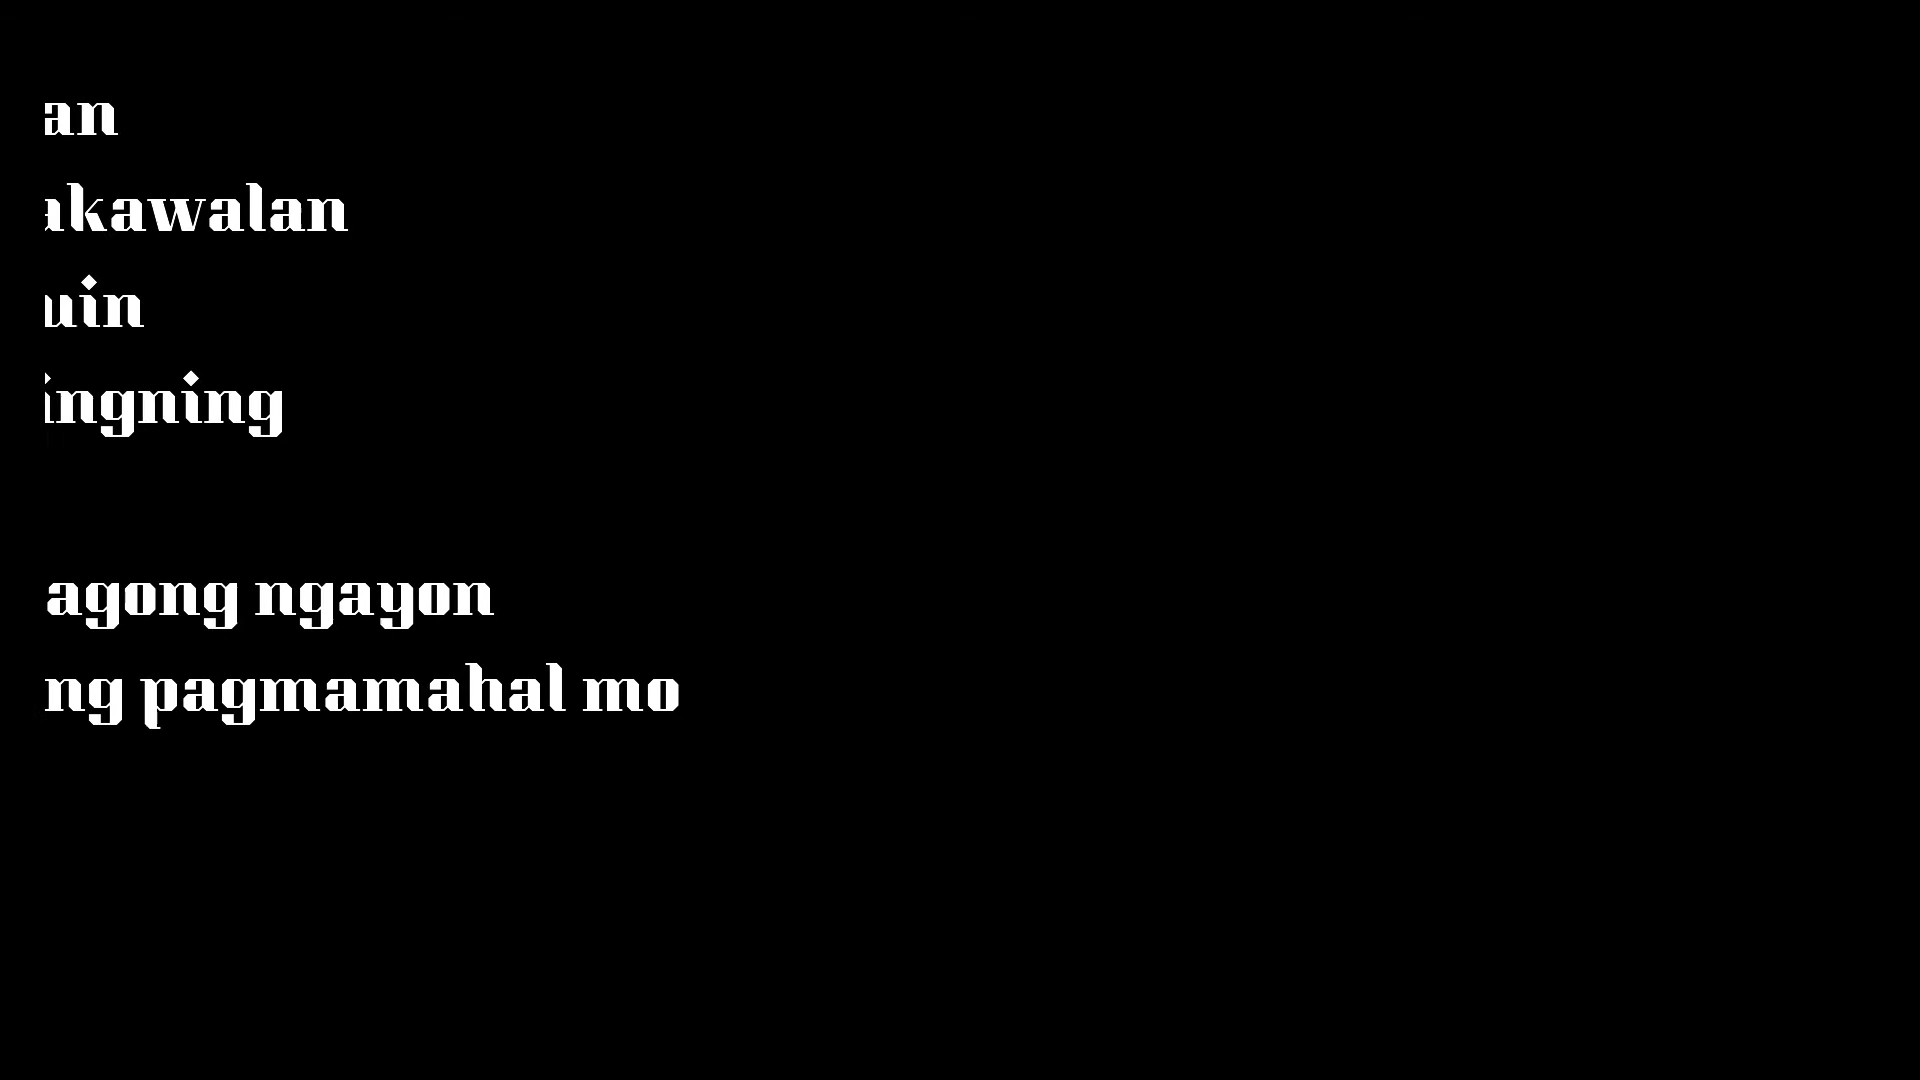 an
akawalan
uin
ingning
agong ngayon
ng pagmamahal mo